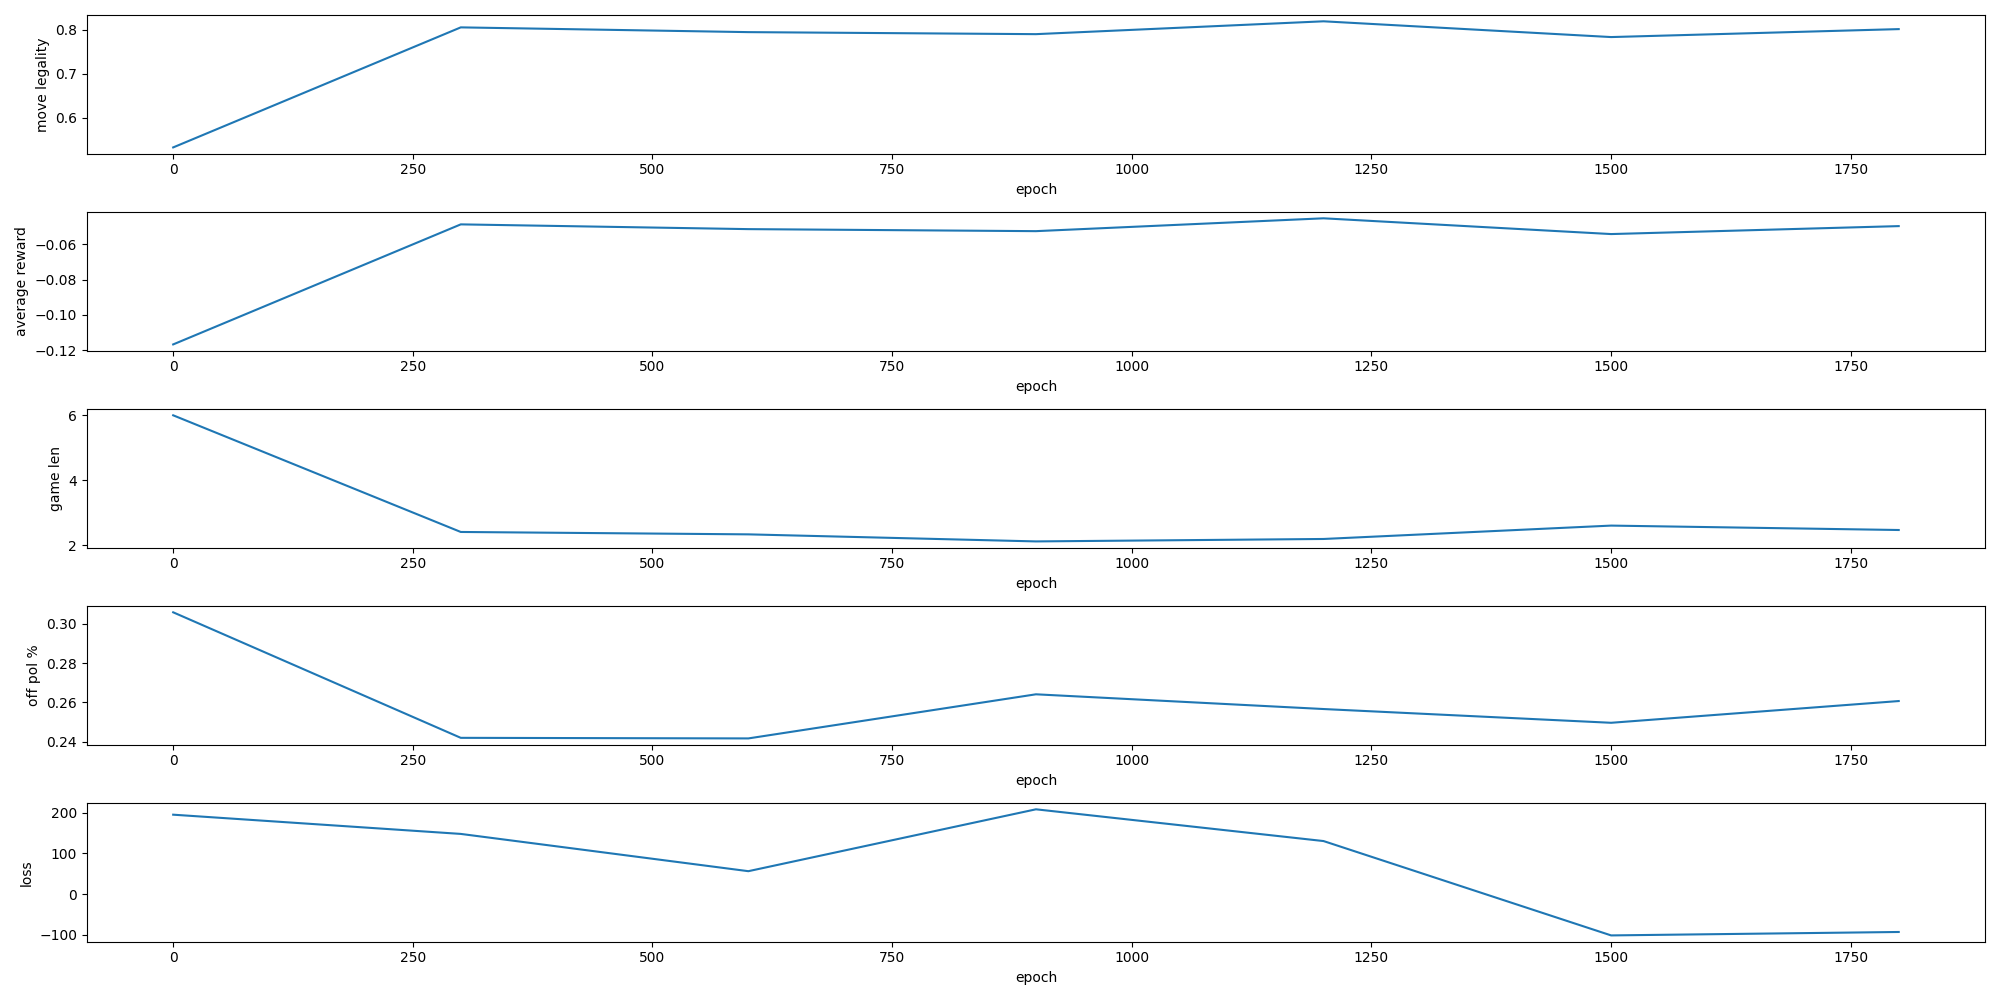 move legality
0.8
0.7
0.6
0 250 500 750 1000 1250 1500 1750
epoch
average reward
−0.06
−0.08
−0.10
−0.12
0 250 500 750 1000 1250 1500 1750
epoch
game len
6
4
2
0 250 500 750 1000 1250 1500 1750
epoch
off pol %
0.30
0.28
0.26
0.24
0 250 500 750 1000 1250 1500 1750
epoch
loss
200
100
0
−100
0 250 500 750 1000 1250 1500 1750
epoch